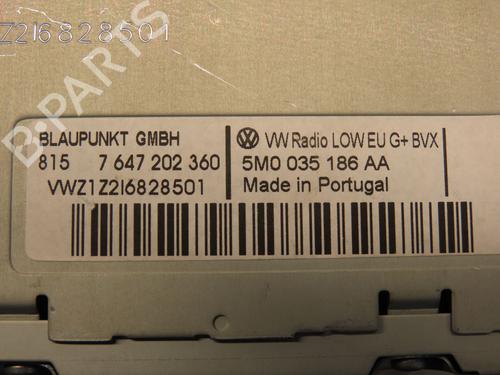 Z2I6828501
B-PARTS
BLAUPUNKT GMBH
815 7 647 202 360
VWZ1Z2I6828501
VW Radio LOW EU G+ BVX
5M0 035 186 AA
Made in Portugal